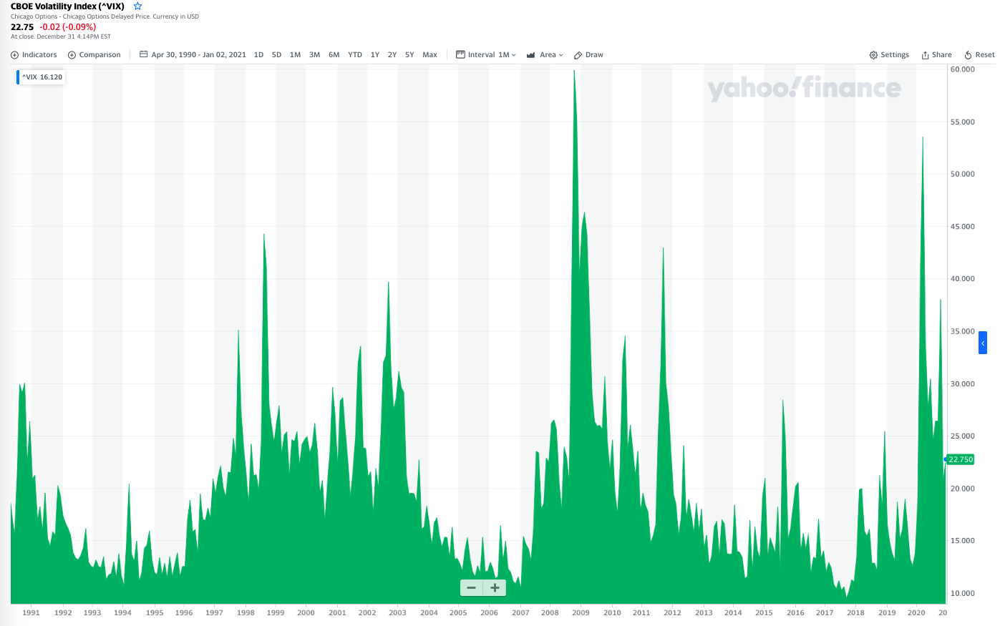 CBOE Volatility Index (^VIX)
Chicago Options - Chicago Options Delayed Price. Currency in USD
22.75 -0.02 (-0.09%)
At close: December 31 4:14PM EST
Indicators Comparison Apr 30, 1990 - Jan 02, 2021 1D 5D 1M 3M 6M YTD 1Y 2Y 5Y Max Interval 1M Area Draw Settings Share Reset
^VIX 16.120
yahoo!finance
60.000
55.000
50.000
45.000
40.000
35.000
30.000
25.000
22.750
20.000
15.000
10.000
1991 1992 1993 1994 1995 1996 1997 1998 1999 2000 2001 2002 2003 2004 2005 2006 2007 2008 2009 2010 2011 2012 2013 2014 2015 2016 2017 2018 2019 2020 20